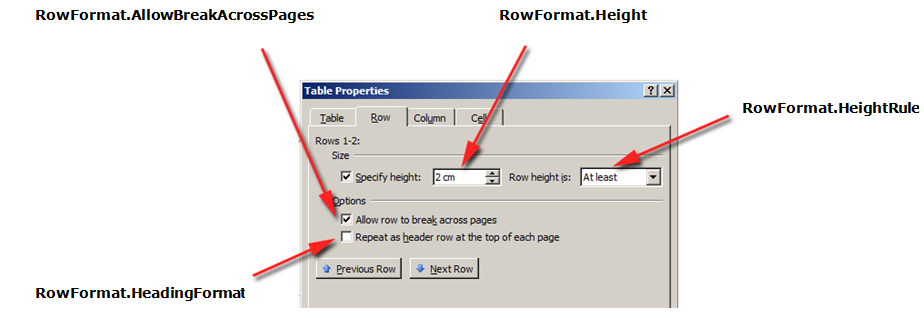 RowFormat.AllowBreakAcrossPages
RowFormat.Height
Table Properties
RowFormat.HeightRule
Table Row Column Cell
Rows 1-2:
Size
Specify height: 2 cm Row height is: At least
Options
Allow row to break across pages
Repeat as header row at the top of each page
Previous Row Next Row
RowFormat.HeadingFormat